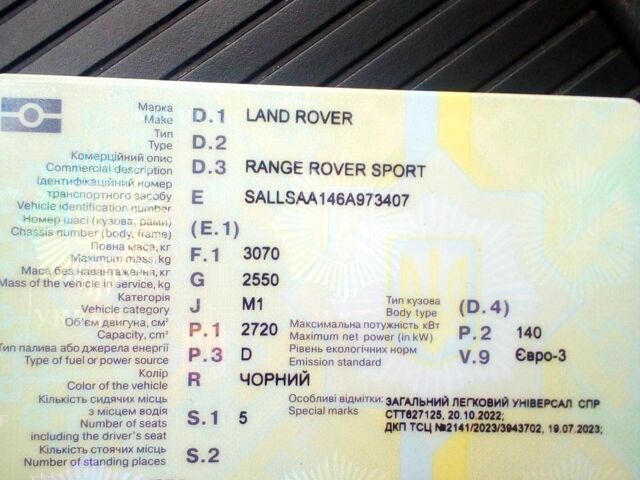 Марка
Make D.1 LAND ROVER
Тип
Type D.2
Комерційний опис
Commercial description D.3 RANGE ROVER SPORT
Ідентифікаційний номер
транспортного засобу
Vehicle identification number E SALLSAA146A973407
Номер шасі (кузова, рами)
Chassis number (body, frame) (E.1)
Повна маса, кг
Maximum mass, kg F.1 3070
Маса без навантаження, кг
Mass of the vehicle in service, kg G 2550
Категорія
Vehicle category J M1
Тип кузова
Body type (D.4)
Об'єм двигуна, см³
Capacity, cm³ P.1 2720
Максимальна потужність кВт
Maximum net power (in kW) P.2 140
Тип палива або джерела енергії
Type of fuel or power source P.3 D
Рівень екологічних норм
Emission standard V.9 Євро-3
Колір
Color of the vehicle R ЧОРНИЙ
Кількість сидячих місць
з місцем водія
Number of seats
including the driver's seat S.1 5
Особливі відмітки: ЗАГАЛЬНИЙ ЛЕГКОВИЙ УНІВЕРСАЛ СПР
Special marks СТТ627125, 20.10.2022;
ДКП ТСЦ №2141/2023/3943702, 19.07.2023;
Кількість стоячих місць
Number of standing places S.2